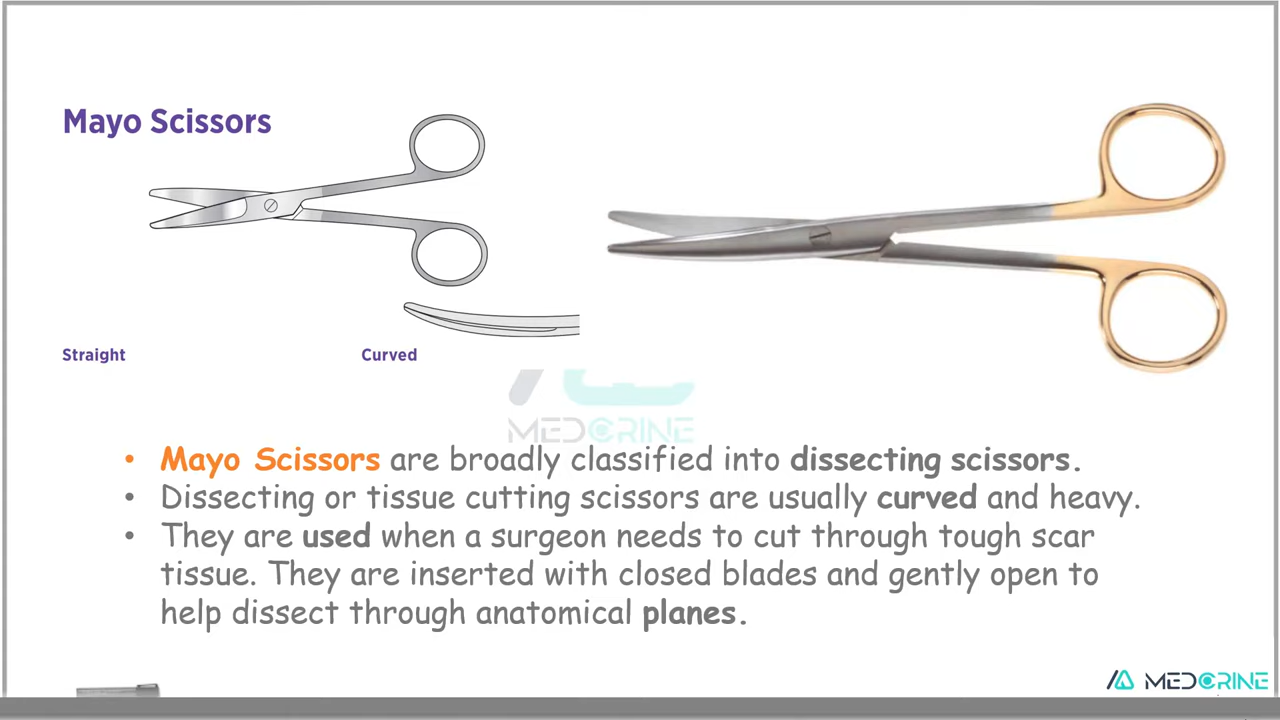 Mayo Scissors
Straight
Curved
MEDCRINE
• Mayo Scissors are broadly classified into dissecting scissors.
• Dissecting or tissue cutting scissors are usually curved and heavy.
• They are used when a surgeon needs to cut through tough scar
tissue. They are inserted with closed blades and gently open to
help dissect through anatomical planes.
MEDCRINE